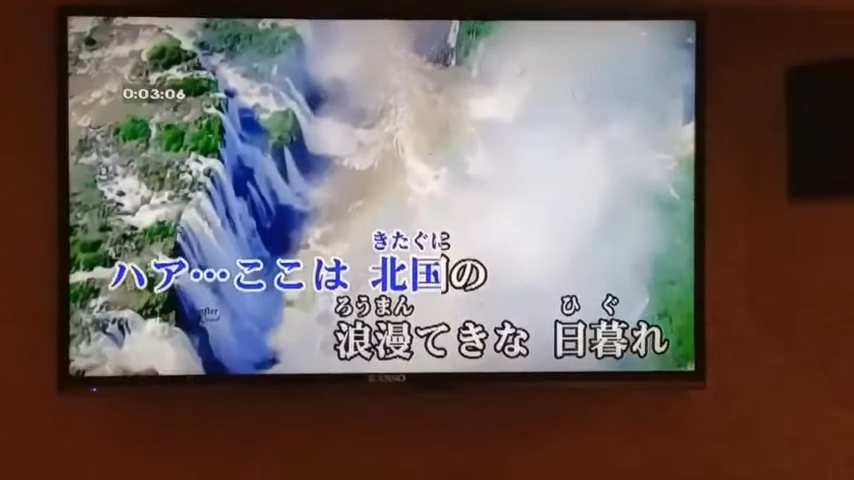 0:03:06
きたぐに
ハア…ここは 北国の
ろうまん ひぐ
浪漫てきな 日暮れ